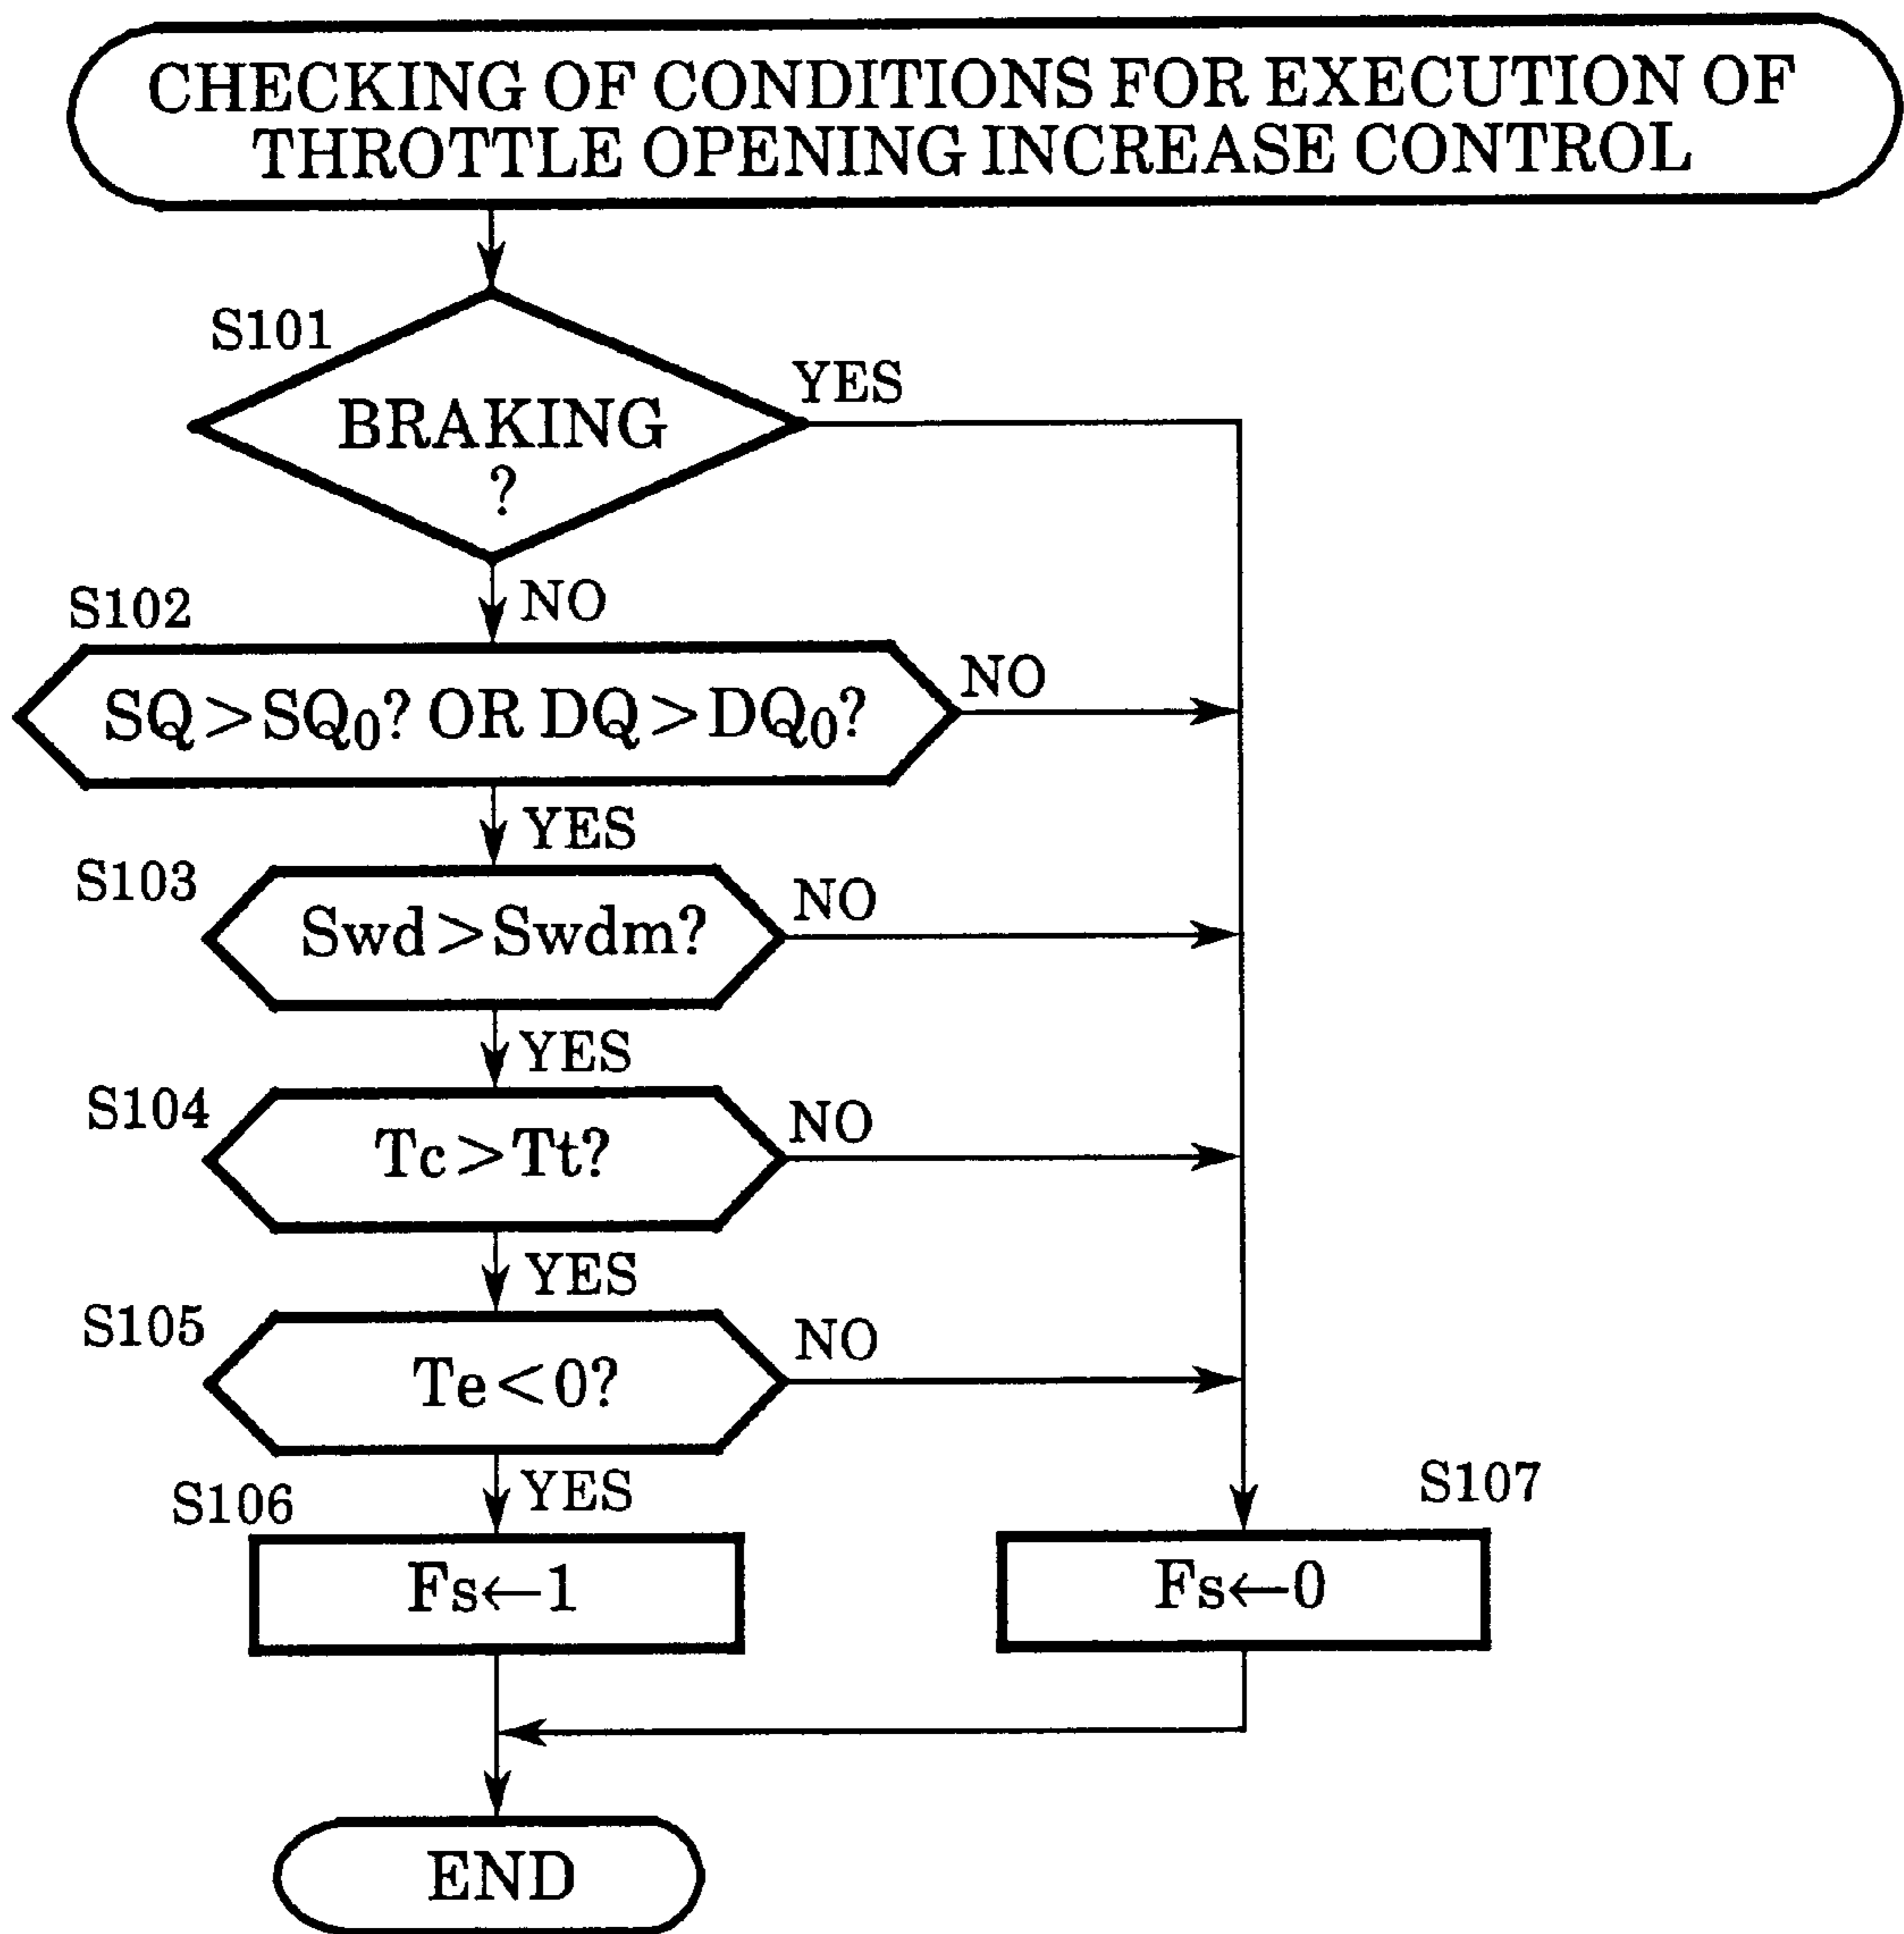 CHECKING OF CONDITIONS FOR EXECUTION OF
THROTTLE OPENING INCREASE CONTROL
S101
YES
BRAKING
?
NO
S102
NO
SQ>SQ₀? OR DQ>DQ₀?
YES
S103
NO
Swd>Swdm?
YES
S104
NO
Tc>Tt?
YES
S105
NO
Te<0?
YES
S106
S107
Fs←1
Fs←0
END